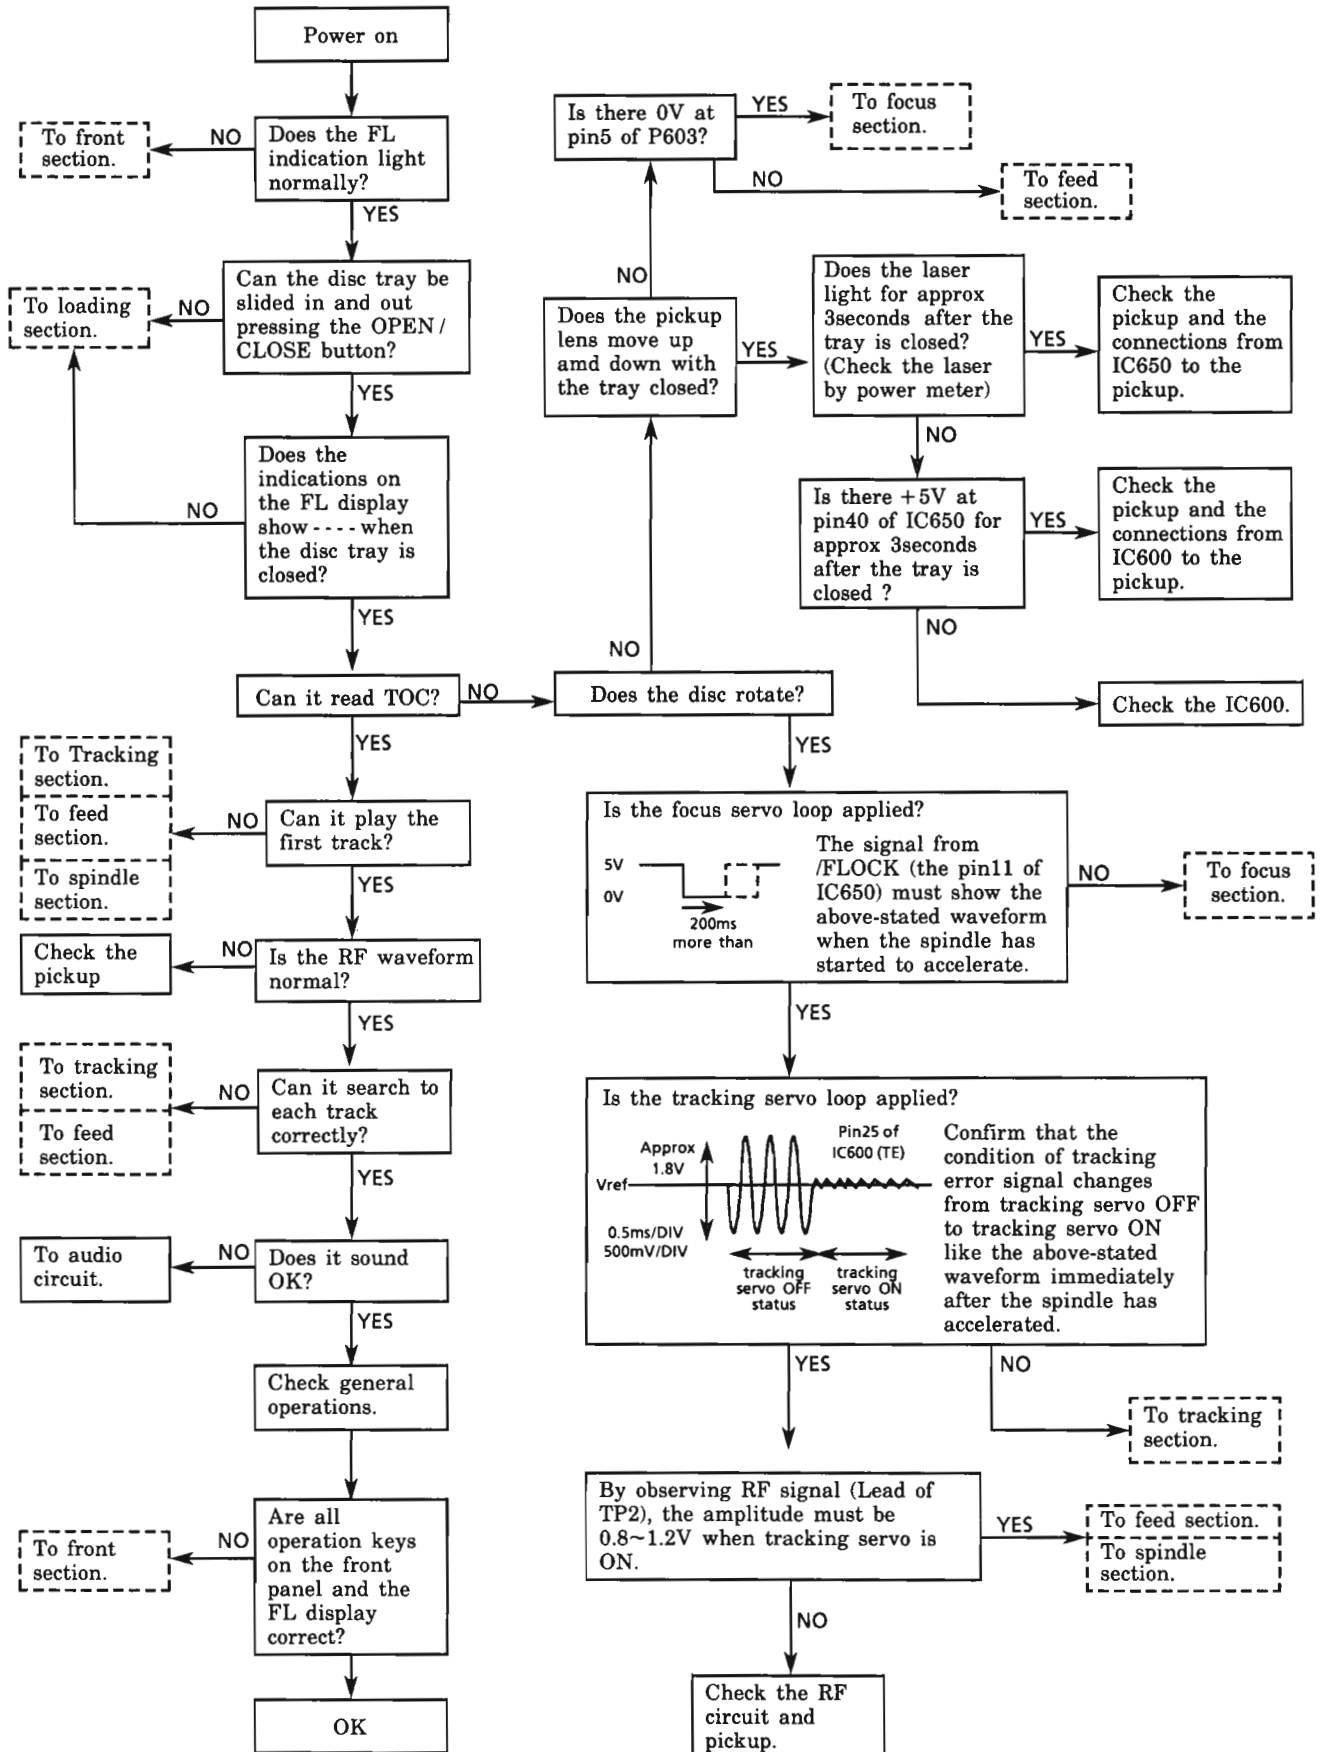 Power on
Does the FL
indication light
normally?
NO
To front
section.
YES
Can the disc tray be
slided in and out
pressing the OPEN /
CLOSE button?
NO
To loading
section.
YES
Does the
indications on
the FL display
show ---- when
the disc tray is
closed?
NO
YES
Can it read TOC?
NO
YES
To Tracking
section.
To feed
section.
To spindle
section.
NO
Can it play the
first track?
YES
Check the
pickup
NO
Is the RF waveform
normal?
YES
To tracking
section.
To feed
section.
NO
Can it search to
each track
correctly?
YES
To audio
circuit.
NO
Does it sound
OK?
YES
Check general
operations.
To front
section.
NO
Are all
operation keys
on the front
panel and the
FL display
correct?
OK
Is there 0V at
pin5 of P603?
YES
To focus
section.
NO
To feed
section.
NO
Does the pickup
lens move up
amd down with
the tray closed?
YES
Does the laser
light for approx
3seconds after the
tray is closed?
(Check the laser
by power meter)
YES
Check the
pickup and the
connections from
IC650 to the
pickup.
NO
Is there +5V at
pin40 of IC650 for
approx 3seconds
after the tray is
closed ?
YES
Check the
pickup and the
connections from
IC600 to the
pickup.
NO
Check the IC600.
NO
Does the disc rotate?
YES
Is the focus servo loop applied?
5V
0V
200ms
more than
The signal from
/FLOCK (the pin11 of
IC650) must show the
above-stated waveform
when the spindle has
started to accelerate.
NO
To focus
section.
YES
Is the tracking servo loop applied?
Approx
1.8V
Vref
0.5ms/DIV
500mV/DIV
Pin25 of
IC600 (TE)
tracking
servo OFF
status
tracking
servo ON
status
Confirm that the
condition of tracking
error signal changes
from tracking servo OFF
to tracking servo ON
like the above-stated
waveform immediately
after the spindle has
accelerated.
YES
NO
To tracking
section.
By observing RF signal (Lead of
TP2), the amplitude must be
0.8~1.2V when tracking servo is
ON.
YES
To feed section.
To spindle
section.
NO
Check the RF
circuit and
pickup.